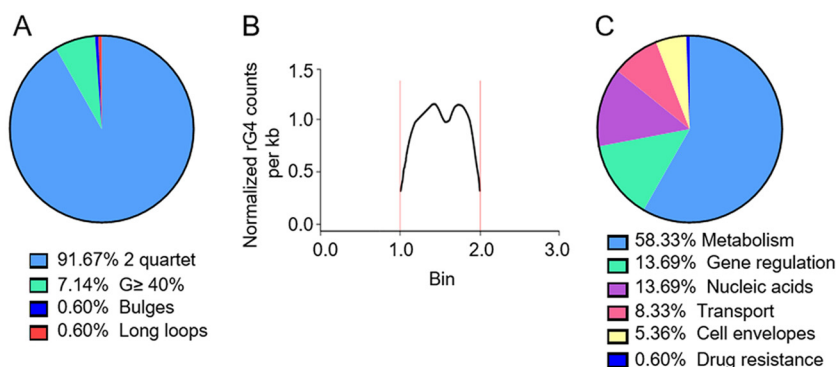 A
91.67% 2 quartet
7.14% G≥ 40%
0.60% Bulges
0.60% Long loops
B
Normalized rG4 counts
per kb
1.5
1.0
0.5
0.0
0.0 1.0 2.0 3.0
Bin
C
58.33% Metabolism
13.69% Gene regulation
13.69% Nucleic acids
8.33% Transport
5.36% Cell envelopes
0.60% Drug resistance